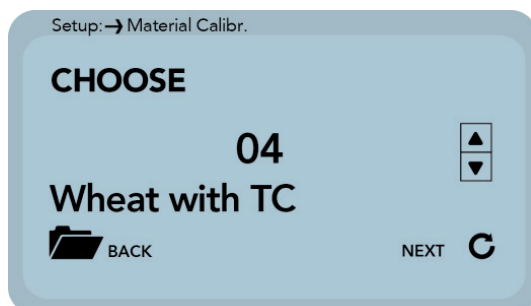 Setup:→ Material Calibr.
CHOOSE
04
Wheat with TC
BACK NEXT